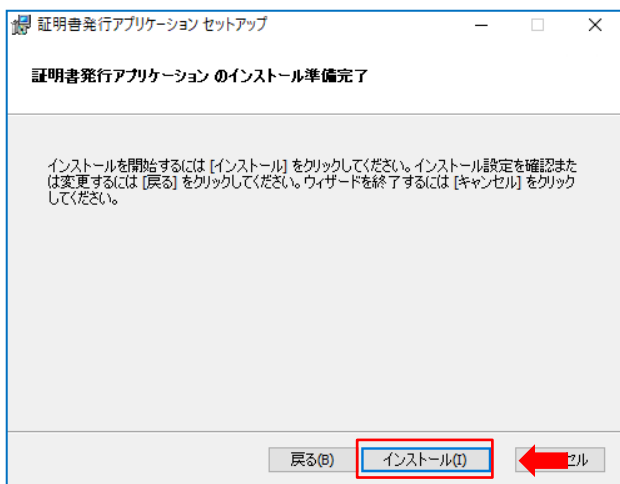 証明書発行アプリケーション セットアップ
証明書発行アプリケーション のインストール準備完了
インストールを開始するには [インストール] をクリックしてください。インストール設定を確認また
は変更するには [戻る] をクリックしてください。ウィザードを終了するには [キャンセル] をクリック
してください。
戻る(B)
インストール(I)
セル